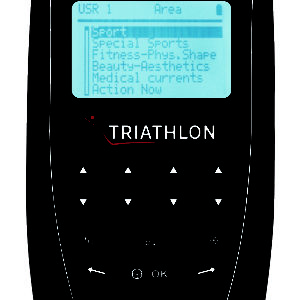 USR 1 Area
Sport
Special Sports
Fitness-Phys.Shape
Beauty-Aesthetics
Medical currents
Action Now
TRIATHLON
OK